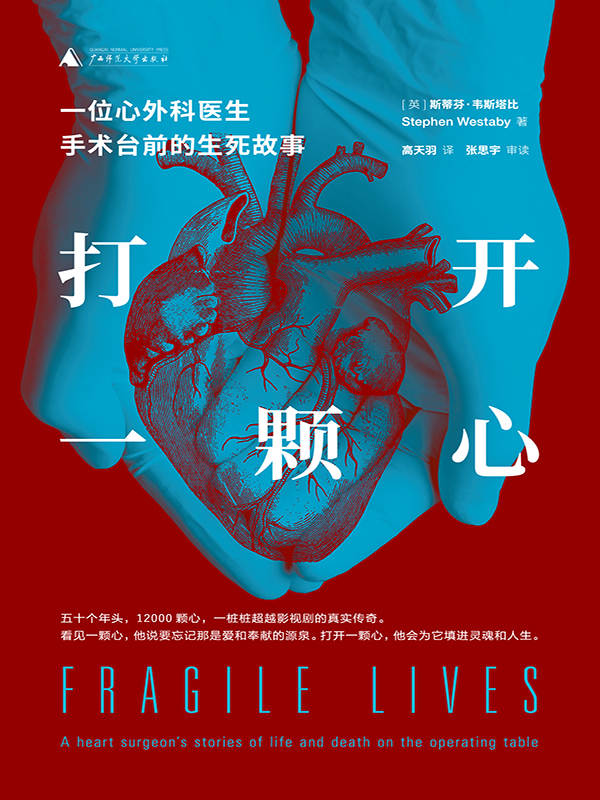 GUANGXI NORMAL UNIVERSITY PRESS
广西师范大学出版社
一位心外科医生
手术台前的生死故事
[英] 斯蒂芬·韦斯塔比
Stephen Westaby 著
高天羽 译 张思宇 审读
打开
一颗心
五十个年头，12000 颗心，一桩桩超越影视剧的真实传奇。
看见一颗心，他说要忘记那是爱和奉献的源泉。打开一颗心，他会为它填进灵魂和人生。
FRAGILE LIVES
A heart surgeon's stories of life and death on the operating table